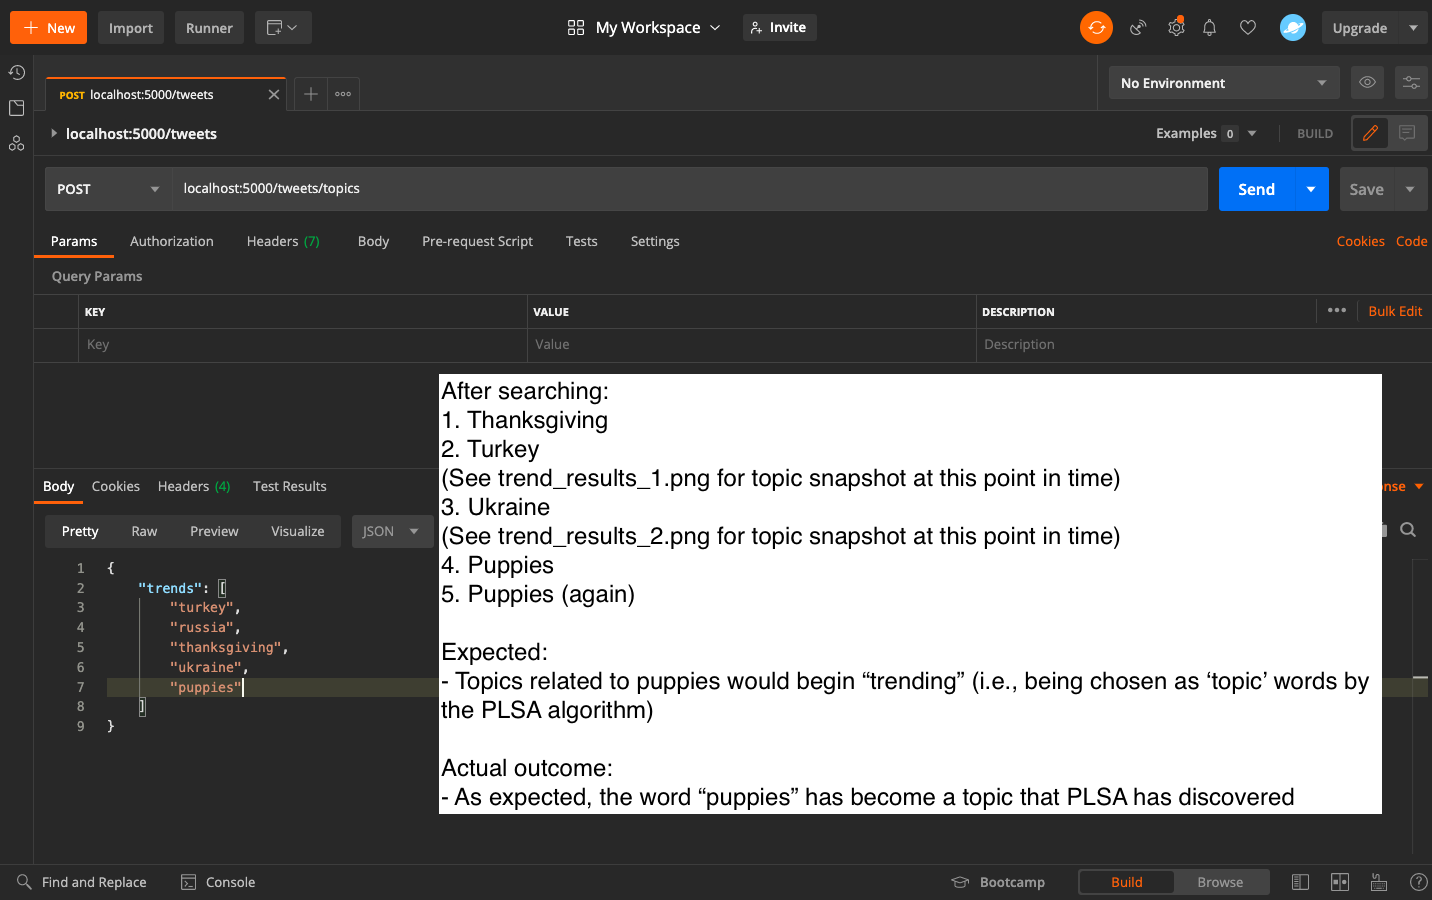 New
Import
Runner
My Workspace
Invite
Upgrade
POST localhost:5000/tweets
No Environment
localhost:5000/tweets
Examples 0
BUILD
POST
localhost:5000/tweets/topics
Send
Save
Params
Authorization
Headers (7)
Body
Pre-request Script
Tests
Settings
Cookies
Code
Query Params
KEY
VALUE
DESCRIPTION
Bulk Edit
Key
Value
Description
After searching:
1. Thanksgiving
2. Turkey
(See trend_results_1.png for topic snapshot at this point in time)
3. Ukraine
(See trend_results_2.png for topic snapshot at this point in time)
4. Puppies
5. Puppies (again)
Expected:
- Topics related to puppies would begin “trending” (i.e., being chosen as ‘topic’ words by
the PLSA algorithm)
Actual outcome:
- As expected, the word “puppies” has become a topic that PLSA has discovered
Body
Cookies
Headers (4)
Test Results
Pretty
Raw
Preview
Visualize
JSON
1 {
2 "trends": [
3 "turkey",
4 "russia",
5 "thanksgiving",
6 "ukraine",
7 "puppies"
8 ]
9 }
Find and Replace
Console
Bootcamp
Build
Browse